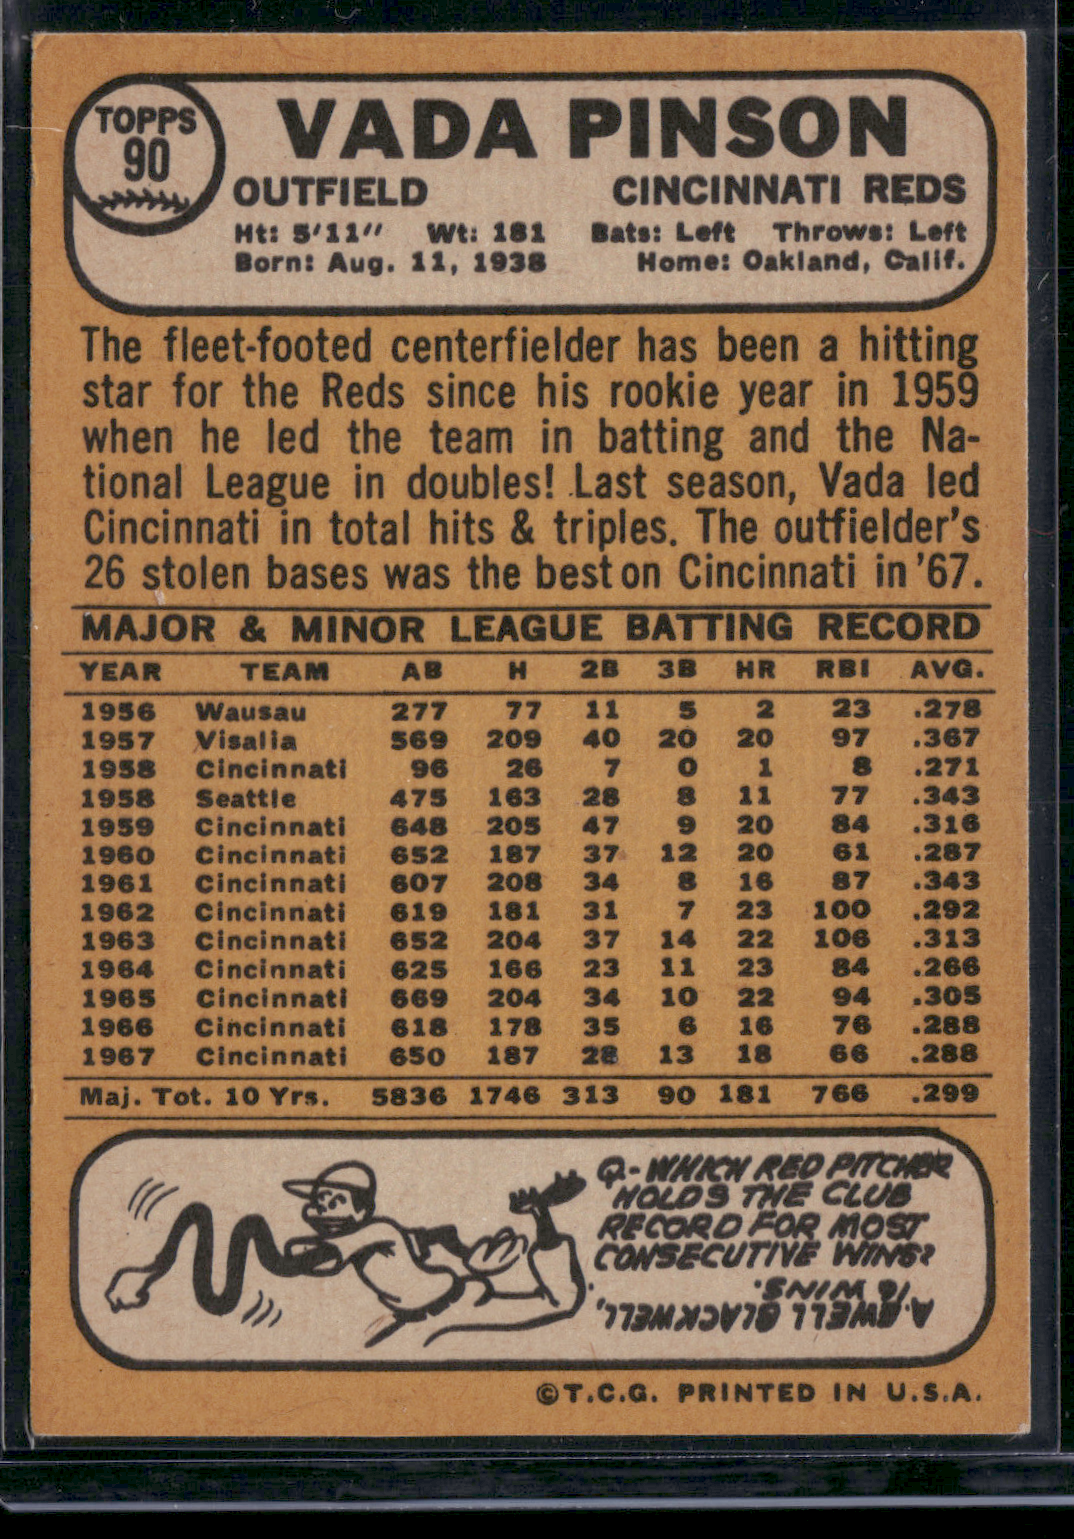 TOPPS
90
VADA PINSON
OUTFIELD CINCINNATI REDS
Ht: 5'11" Wt: 181 Bats: Left Throws: Left
Born: Aug. 11, 1938 Home: Oakland, Calif.
The fleet-footed centerfielder has been a hitting
star for the Reds since his rookie year in 1959
when he led the team in batting and the Na-
tional League in doubles! Last season, Vada led
Cincinnati in total hits & triples. The outfielder's
26 stolen bases was the best on Cincinnati in '67.
MAJOR & MINOR LEAGUE BATTING RECORD
YEAR TEAM AB H 2B 3B HR RBI AVG.
1956 Wausau 277 77 11 5 2 23 .278
1957 Visalia 569 209 40 20 20 97 .367
1958 Cincinnati 96 26 7 0 1 8 .271
1958 Seattle 475 163 28 8 11 77 .343
1959 Cincinnati 648 205 47 9 20 84 .316
1960 Cincinnati 652 187 37 12 20 61 .287
1961 Cincinnati 607 208 34 8 16 87 .343
1962 Cincinnati 619 181 31 7 23 100 .292
1963 Cincinnati 652 204 37 14 22 106 .313
1964 Cincinnati 625 166 23 11 23 84 .266
1965 Cincinnati 669 204 34 10 22 94 .305
1966 Cincinnati 618 178 35 6 16 76 .288
1967 Cincinnati 650 187 28 13 18 66 .288
Maj. Tot. 10 Yrs. 5836 1746 313 90 181 766 .299
Q- WHICH RED PITCHER
HOLDS THE CLUB
RECORD FOR MOST
CONSECUTIVE WINS?
A. EWELL BLACKWELL,
16 WINS.
©T.C.G. PRINTED IN U.S.A.